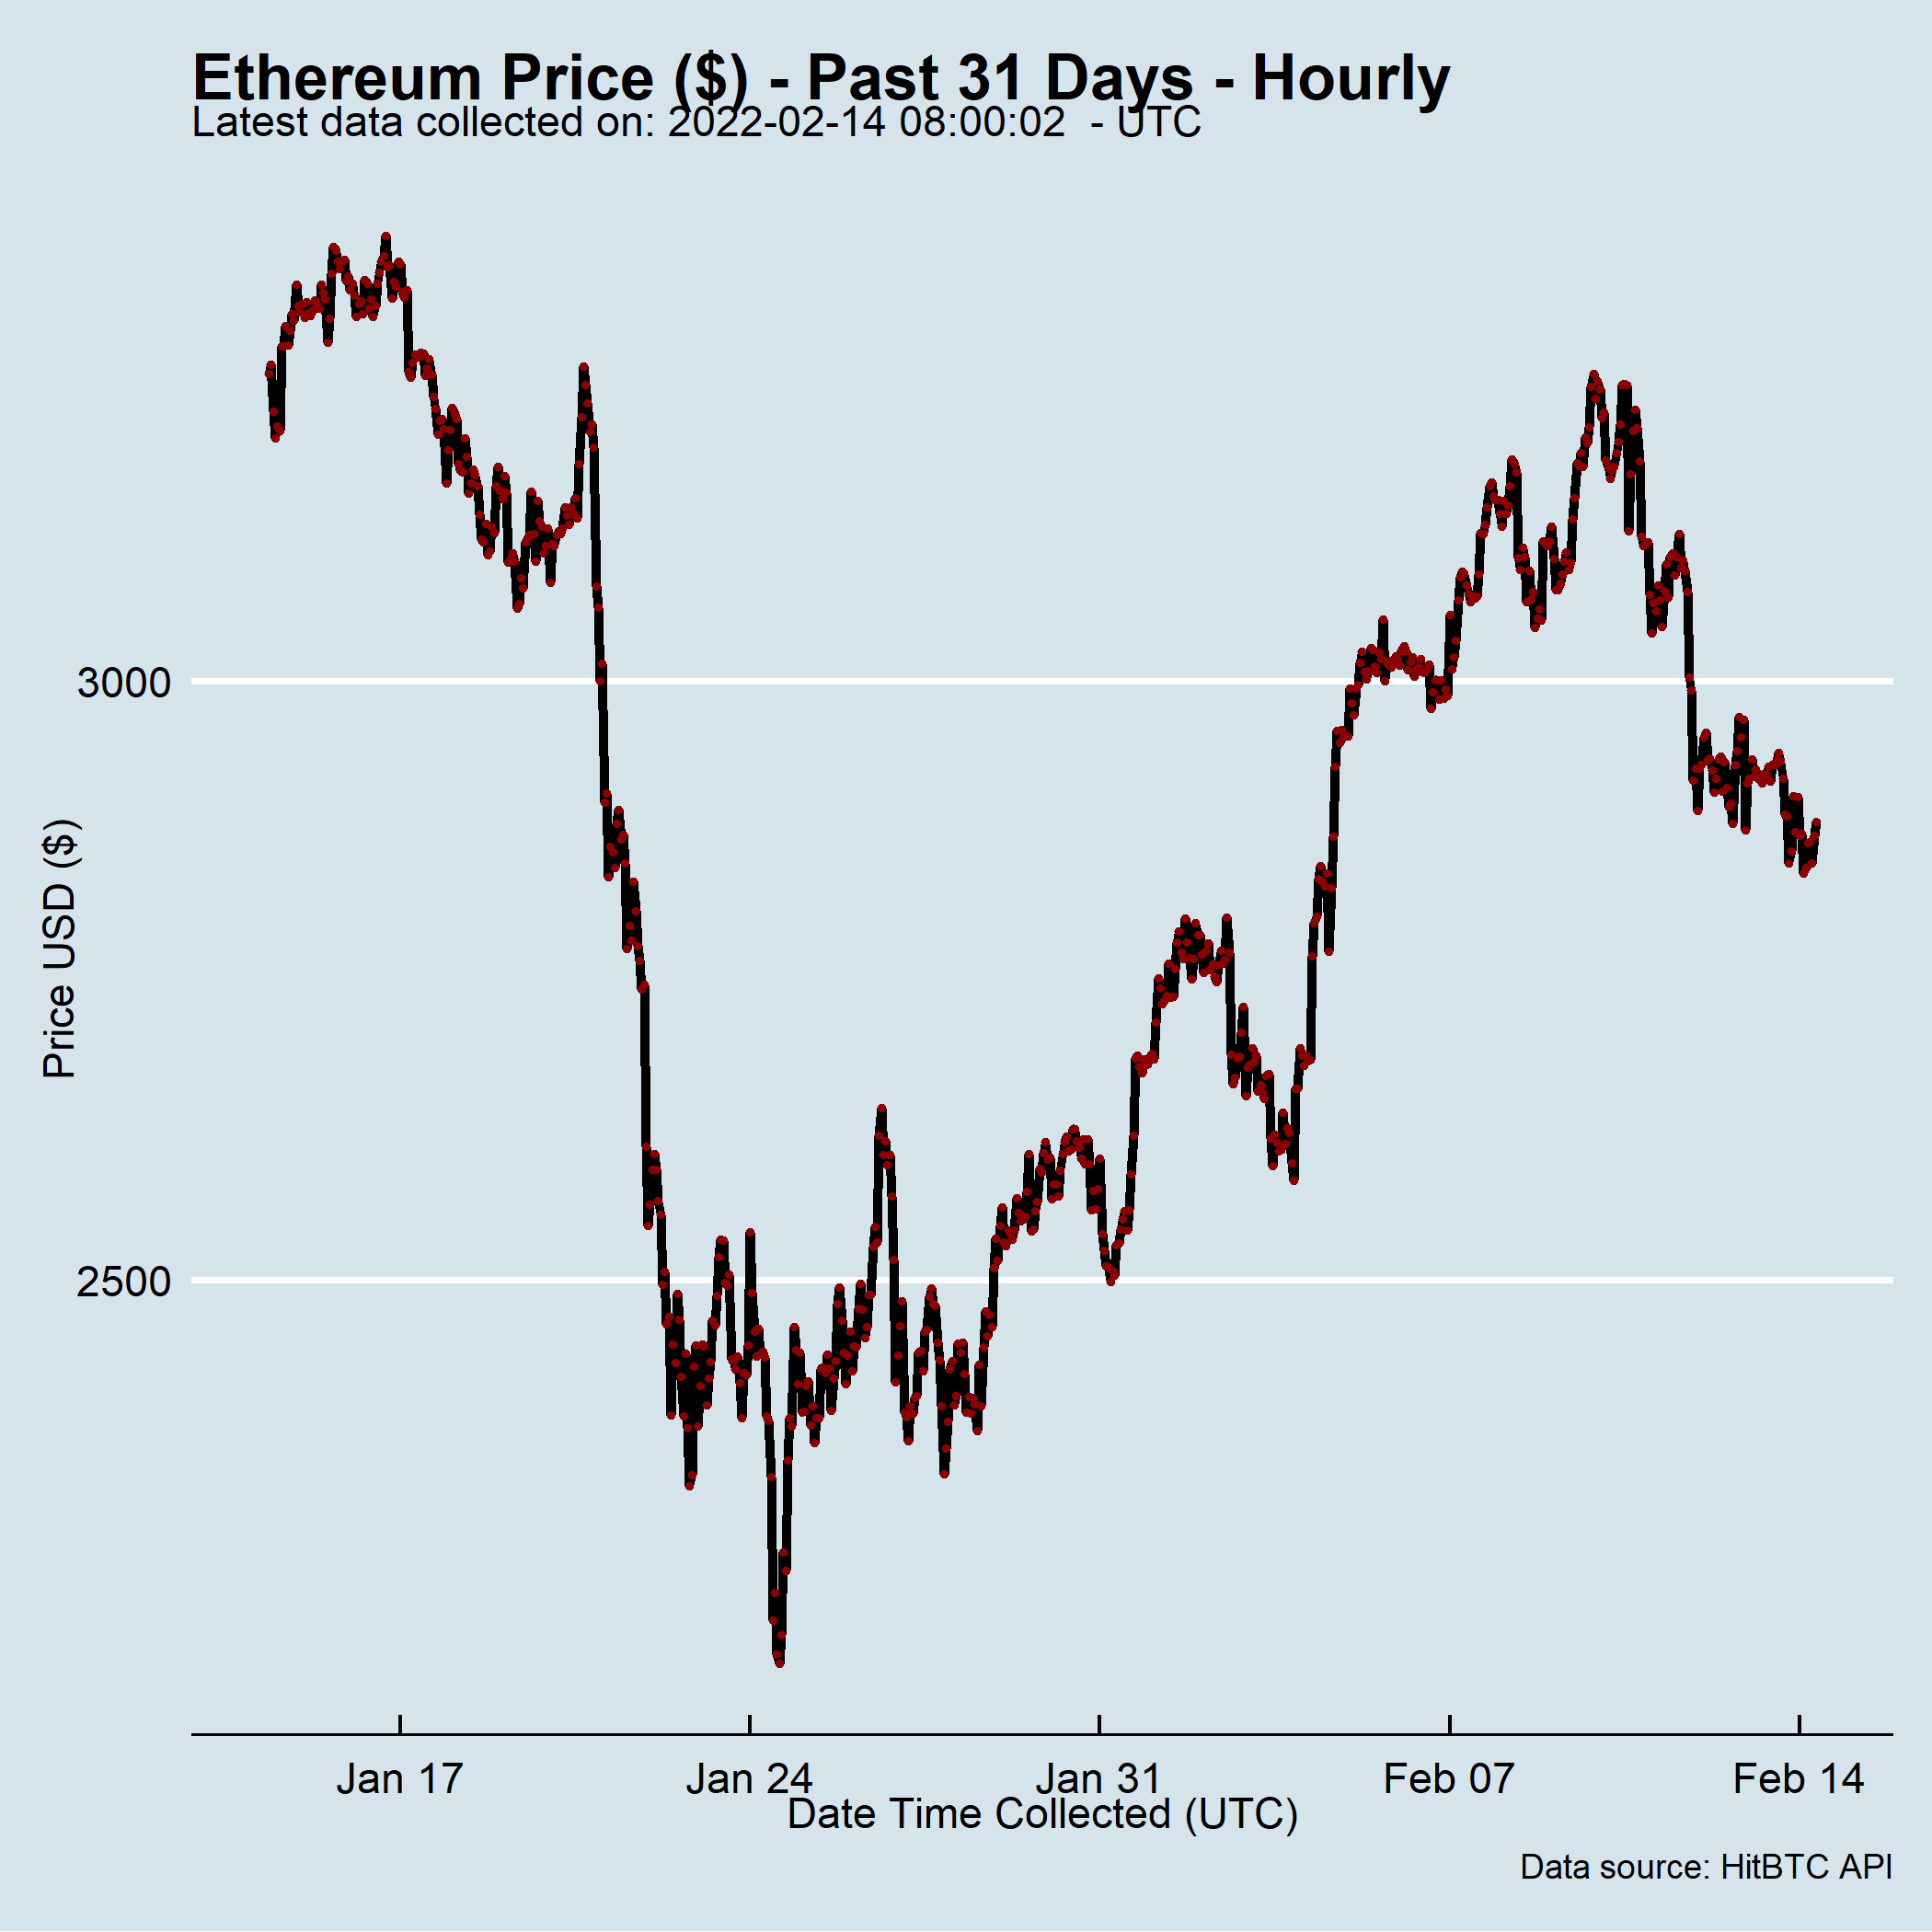 Ethereum Price ($) - Past 31 Days - Hourly
Latest data collected on: 2022-02-14 08:00:02  - UTC
3000
Price USD ($)
2500
Jan 17 Jan 24 Jan 31 Feb 07 Feb 14
Date Time Collected (UTC)
Data source: HitBTC API